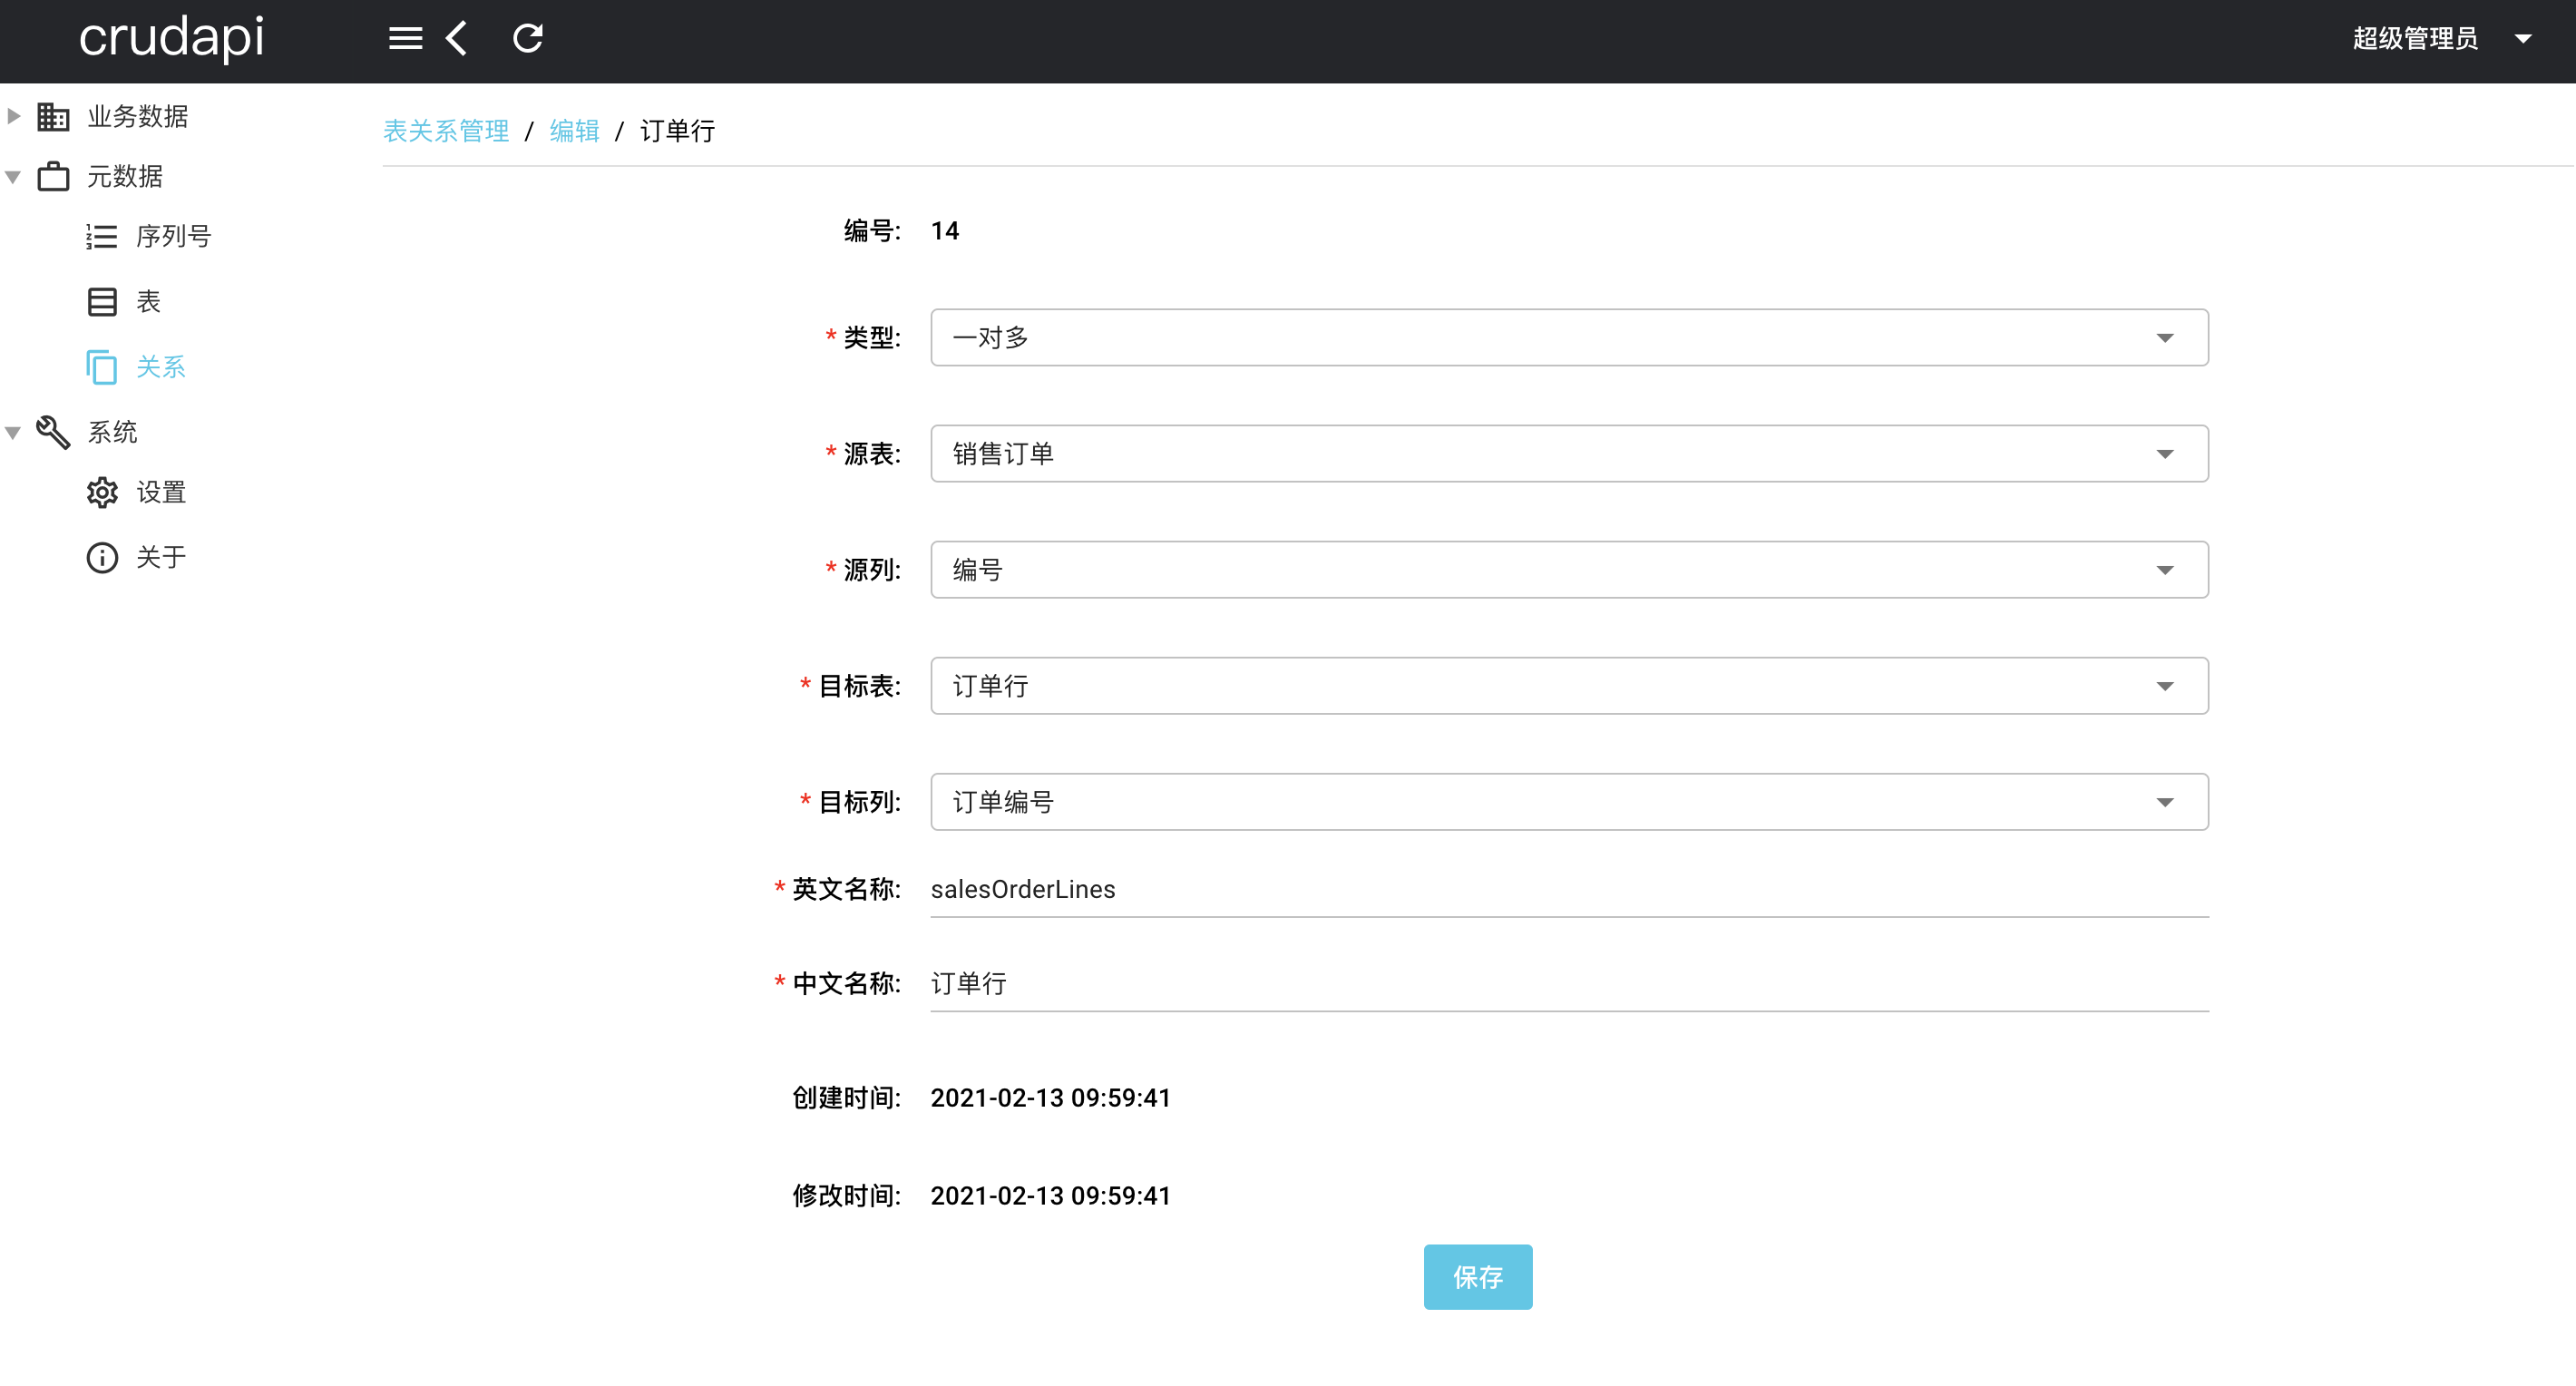 crudapi
超级管理员
业务数据
元数据
序列号
表
关系
系统
设置
关于
表关系管理 / 编辑 / 订单行
编号: 14
* 类型: 一对多
* 源表: 销售订单
* 源列: 编号
* 目标表: 订单行
* 目标列: 订单编号
* 英文名称: salesOrderLines
* 中文名称: 订单行
创建时间: 2021-02-13 09:59:41
修改时间: 2021-02-13 09:59:41
保存